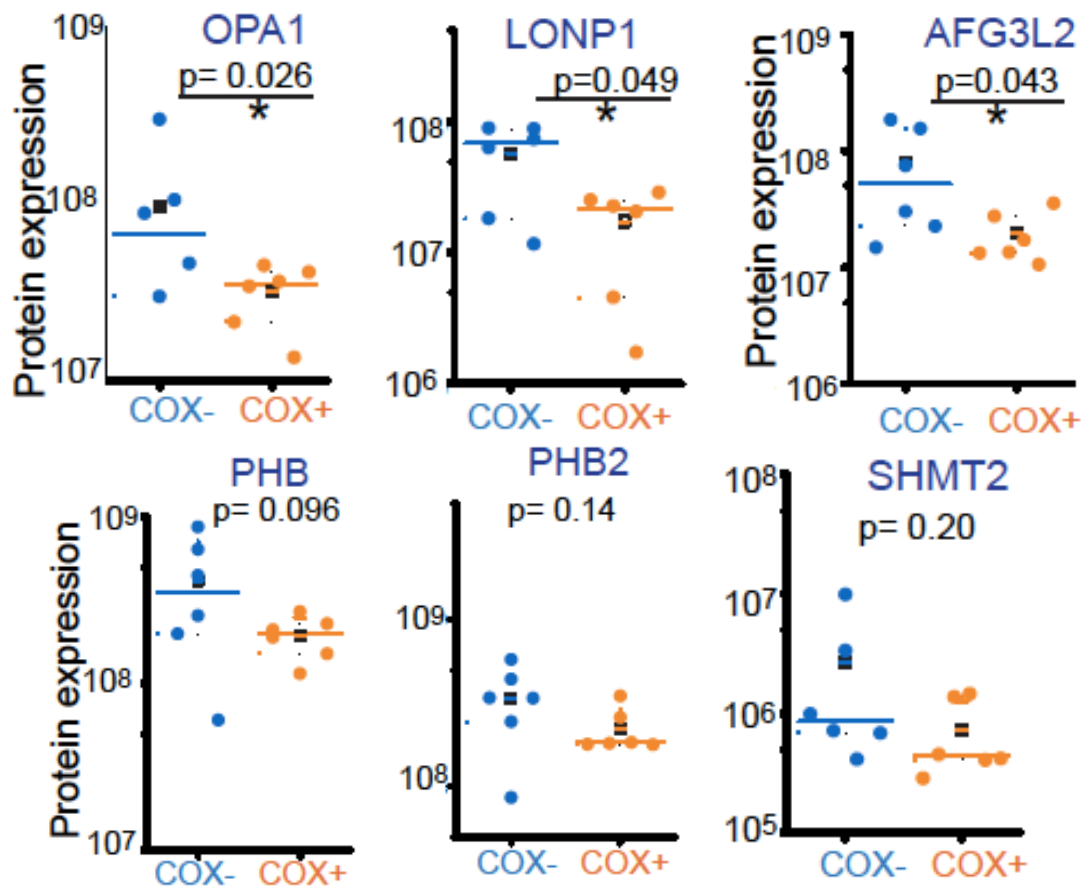 OPA1
p= 0.026
*
Protein expression
10⁹
10⁸
10⁷
COX- COX+
LONP1
p=0.049
*
10⁸
10⁷
10⁶
COX- COX+
AFG3L2
p=0.043
*
Protein expression
10⁹
10⁸
10⁷
10⁶
COX- COX+
PHB
p= 0.096
Protein expression
10⁹
10⁸
10⁷
COX- COX+
PHB2
p= 0.14
10⁹
10⁸
COX- COX+
SHMT2
p= 0.20
10⁸
10⁷
10⁶
10⁵
COX- COX+